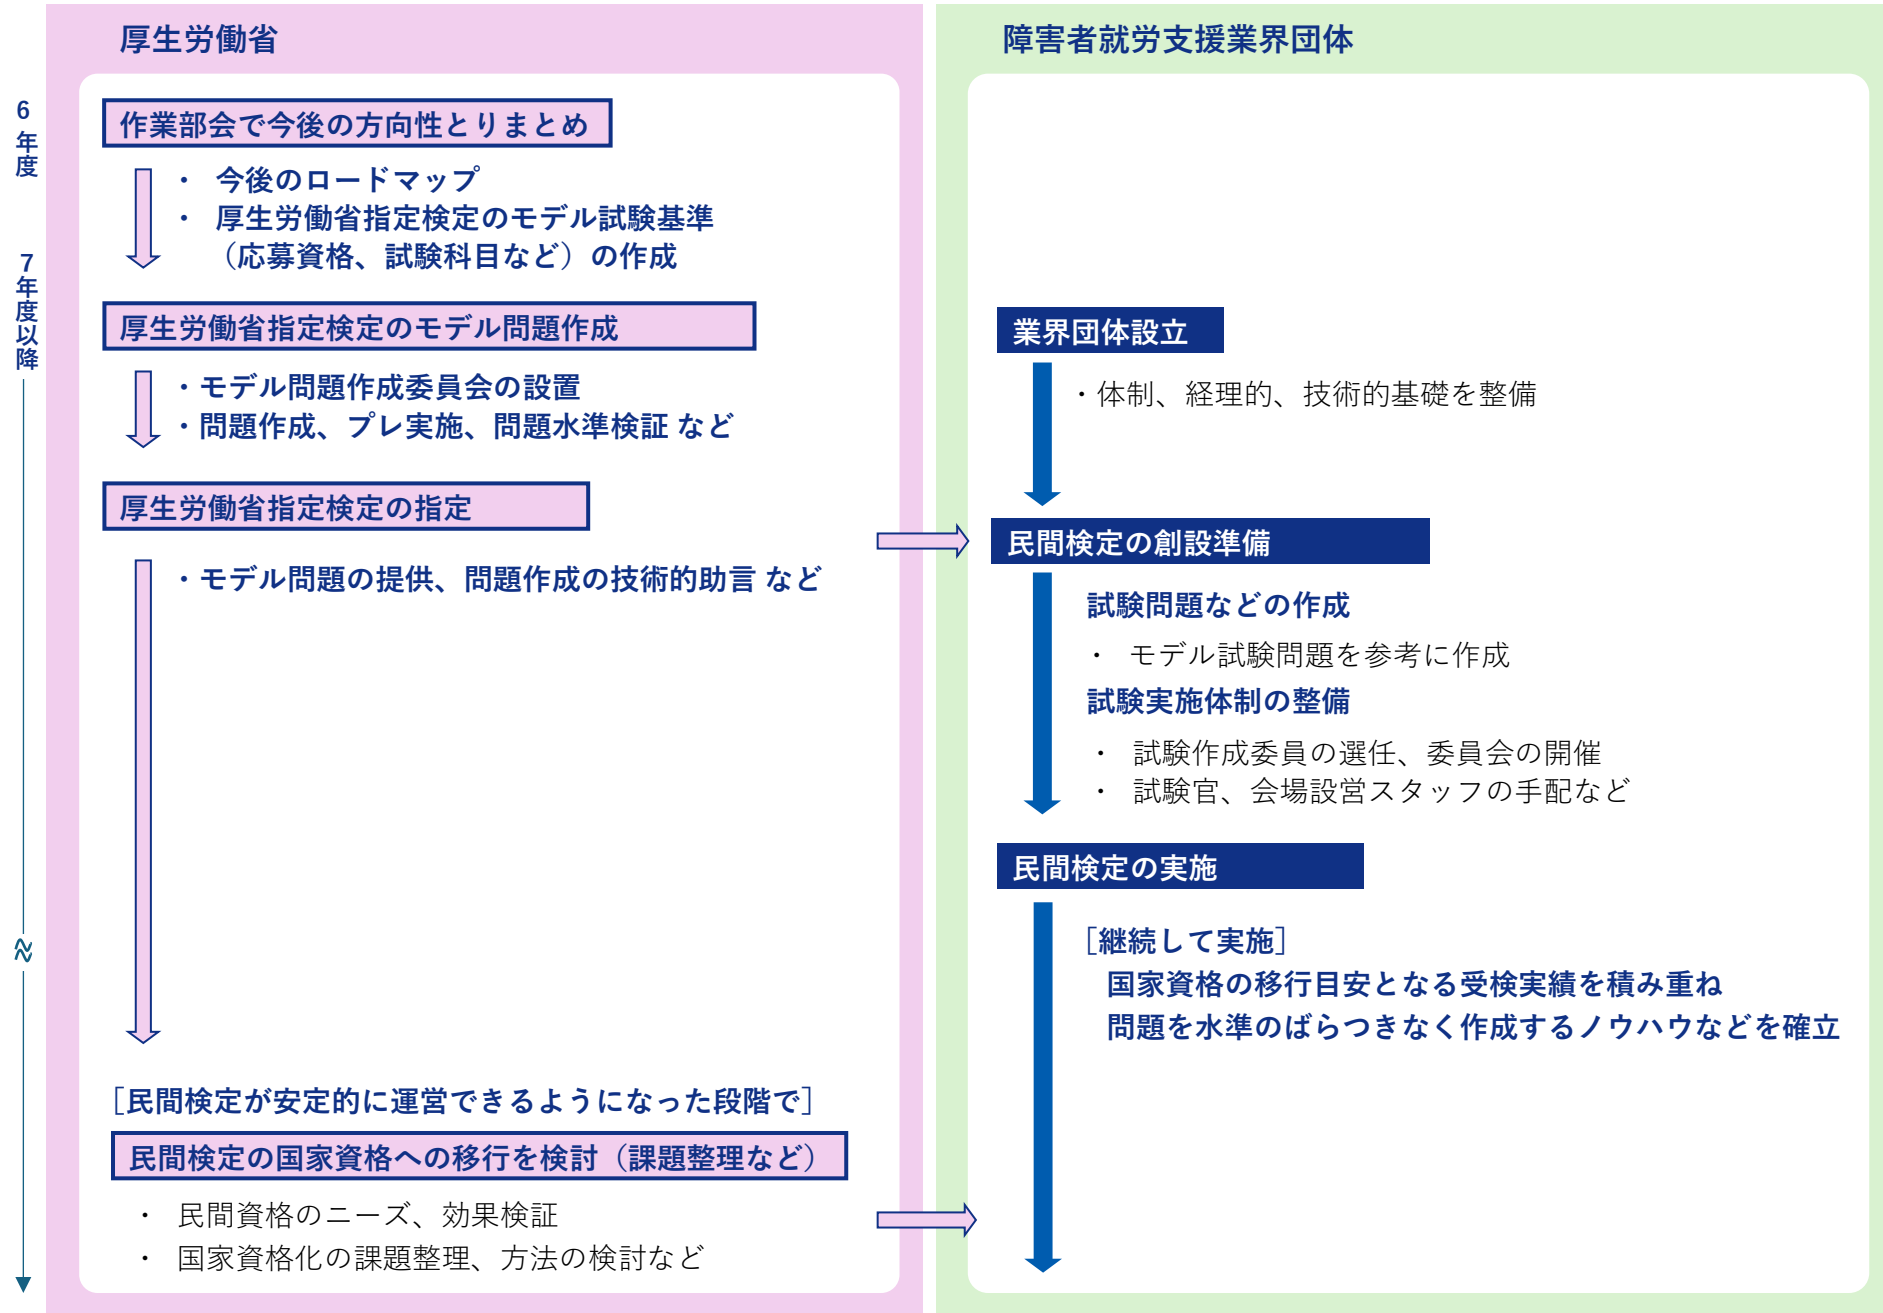 6年度
7年度以降
厚生労働省
作業部会で今後の方向性とりまとめ
・ 今後のロードマップ
・ 厚生労働省指定検定のモデル試験基準
（応募資格、試験科目など）の作成
厚生労働省指定検定のモデル問題作成
・モデル問題作成委員会の設置
・問題作成、プレ実施、問題水準検証 など
厚生労働省指定検定の指定
・モデル問題の提供、問題作成の技術的助言 など
［民間検定が安定的に運営できるようになった段階で］
民間検定の国家資格への移行を検討（課題整理など）
・ 民間資格のニーズ、効果検証
・ 国家資格化の課題整理、方法の検討など
障害者就労支援業界団体
業界団体設立
・体制、経理的、技術的基礎を整備
民間検定の創設準備
試験問題などの作成
・ モデル試験問題を参考に作成
試験実施体制の整備
・ 試験作成委員の選任、委員会の開催
・ 試験官、会場設営スタッフの手配など
民間検定の実施
［継続して実施］
国家資格の移行目安となる受検実績を積み重ね
問題を水準のばらつきなく作成するノウハウなどを確立